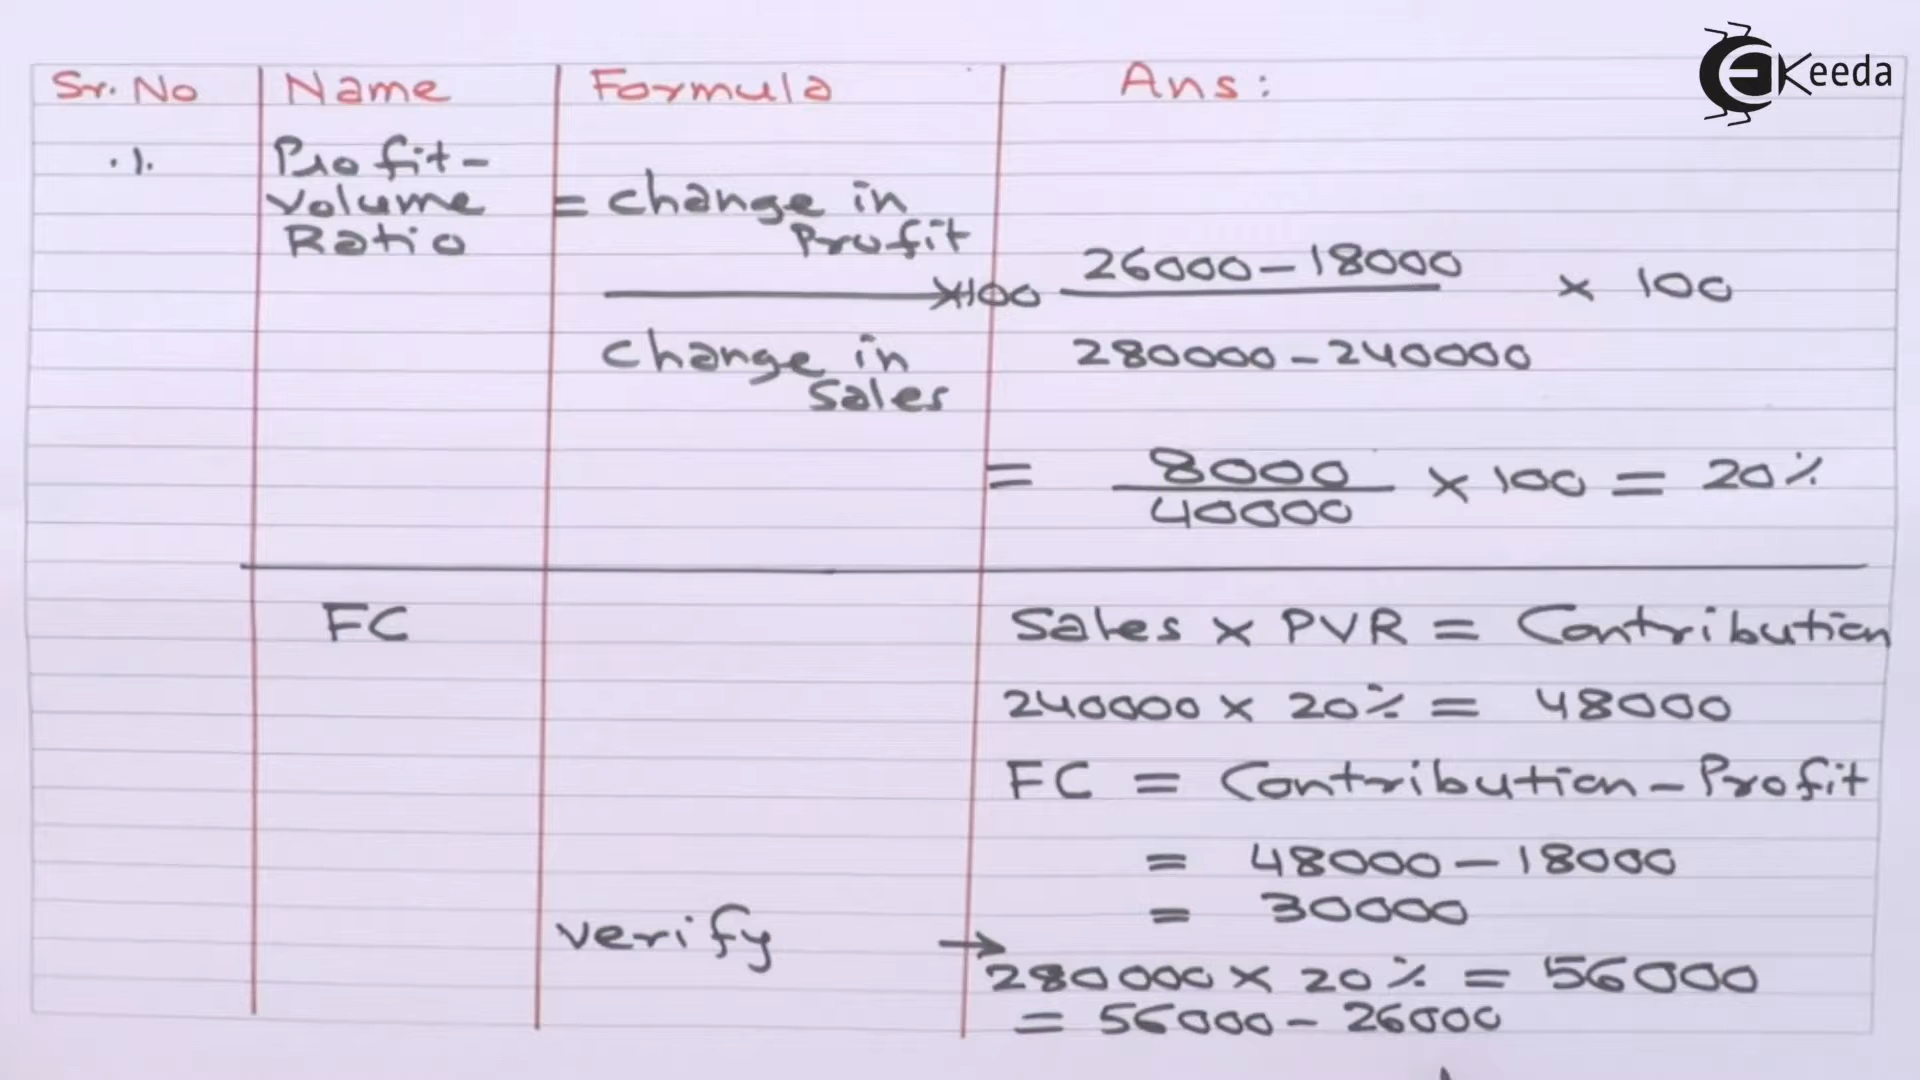 EKeeda
Sr. No Name Formula Ans:
.1. Profit-
Volume
Ratio
= change in
Profit
×100
change in
Sales
26000-18000
× 100
280000-240000
= 8000
40000
× 100 = 20%
FC
Sales × PVR = Contribution
240000 × 20% = 48000
FC = Contribution - Profit
= 48000-18000
= 30000
verify →
280000 × 20% = 56000
= 56000-26000